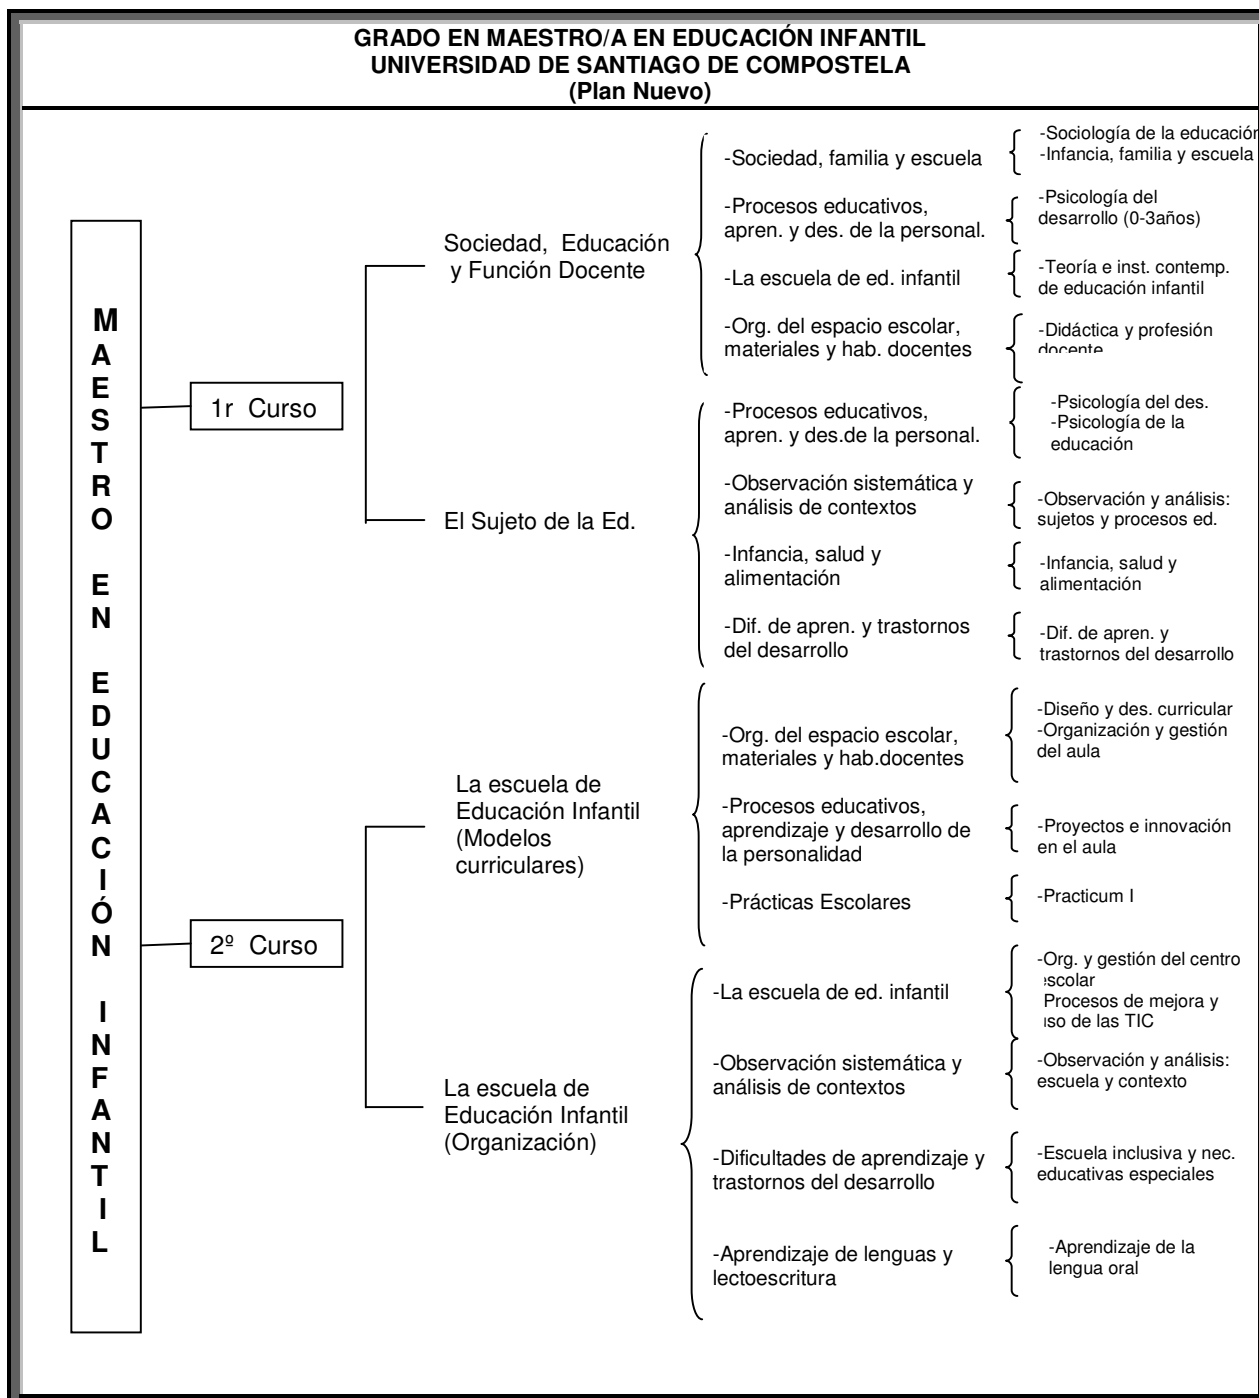 GRADO EN MAESTRO/A EN EDUCACIÓN INFANTIL
UNIVERSIDAD DE SANTIAGO DE COMPOSTELA
(Plan Nuevo)
MAESTRO EN EDUCACIÓN INFANTIL
1r Curso
Sociedad, Educación
y Función Docente
-Sociedad, familia y escuela
-Sociología de la educación
-Infancia, familia y escuela
-Procesos educativos,
apren. y des. de la personal.
-Psicología del
desarrollo (0-3años)
-La escuela de ed. infantil
-Teoría e inst. contemp.
de educación infantil
-Org. del espacio escolar,
materiales y hab. docentes
-Didáctica y profesión
docente
El Sujeto de la Ed.
-Procesos educativos,
apren. y des.de la personal.
-Psicología del des.
-Psicología de la
educación
-Observación sistemática y
análisis de contextos
-Observación y análisis:
sujetos y procesos ed.
-Infancia, salud y
alimentación
-Infancia, salud y
alimentación
-Dif. de apren. y trastornos
del desarrollo
-Dif. de apren. y
trastornos del desarrollo
2º Curso
La escuela de
Educación Infantil
(Modelos
curriculares)
-Org. del espacio escolar,
materiales y hab.docentes
-Diseño y des. curricular
-Organización y gestión
del aula
-Procesos educativos,
aprendizaje y desarrollo de
la personalidad
-Proyectos e innovación
en el aula
-Prácticas Escolares
-Practicum I
La escuela de
Educación Infantil
(Organización)
-La escuela de ed. infantil
-Org. y gestión del centro
escolar
Procesos de mejora y
uso de las TIC
-Observación sistemática y
análisis de contextos
-Observación y análisis:
escuela y contexto
-Dificultades de aprendizaje y
trastornos del desarrollo
-Escuela inclusiva y nec.
educativas especiales
-Aprendizaje de lenguas y
lectoescritura
-Aprendizaje de la
lengua oral